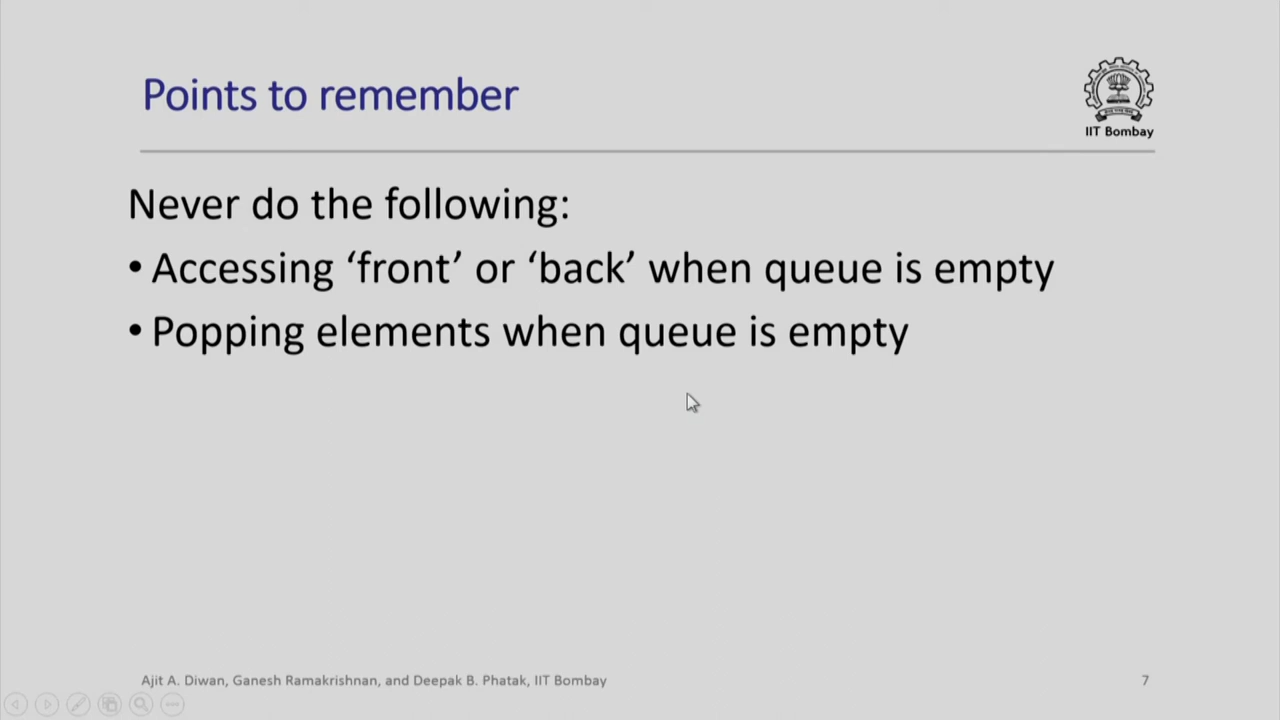 Points to remember
IIT Bombay
Never do the following:
• Accessing ‘front’ or ‘back’ when queue is empty
• Popping elements when queue is empty
Ajit A. Diwan, Ganesh Ramakrishnan, and Deepak B. Phatak, IIT Bombay
7